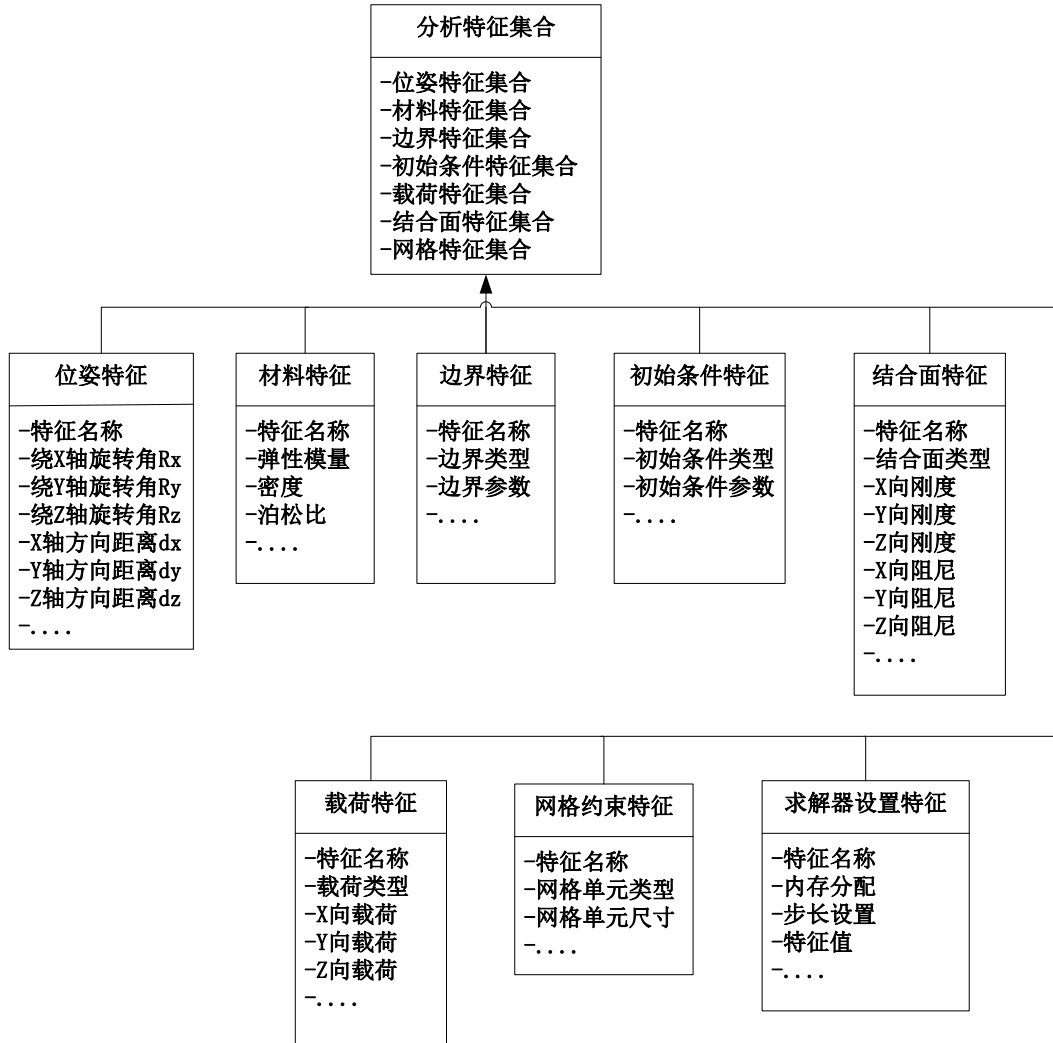 分析特征集合
-位姿特征集合
-材料特征集合
-边界特征集合
-初始条件特征集合
-载荷特征集合
-结合面特征集合
-网格特征集合
位姿特征
-特征名称
-绕X轴旋转角Rx
-绕Y轴旋转角Ry
-绕Z轴旋转角Rz
-X轴方向距离dx
-Y轴方向距离dy
-Z轴方向距离dz
-....
材料特征
-特征名称
-弹性模量
-密度
-泊松比
-....
边界特征
-特征名称
-边界类型
-边界参数
-....
初始条件特征
-特征名称
-初始条件类型
-初始条件参数
-....
结合面特征
-特征名称
-结合面类型
-X向刚度
-Y向刚度
-Z向刚度
-X向阻尼
-Y向阻尼
-Z向阻尼
-....
载荷特征
-特征名称
-载荷类型
-X向载荷
-Y向载荷
-Z向载荷
-....
网格约束特征
-特征名称
-网格单元类型
-网格单元尺寸
-....
求解器设置特征
-特征名称
-内存分配
-步长设置
-特征值
-....